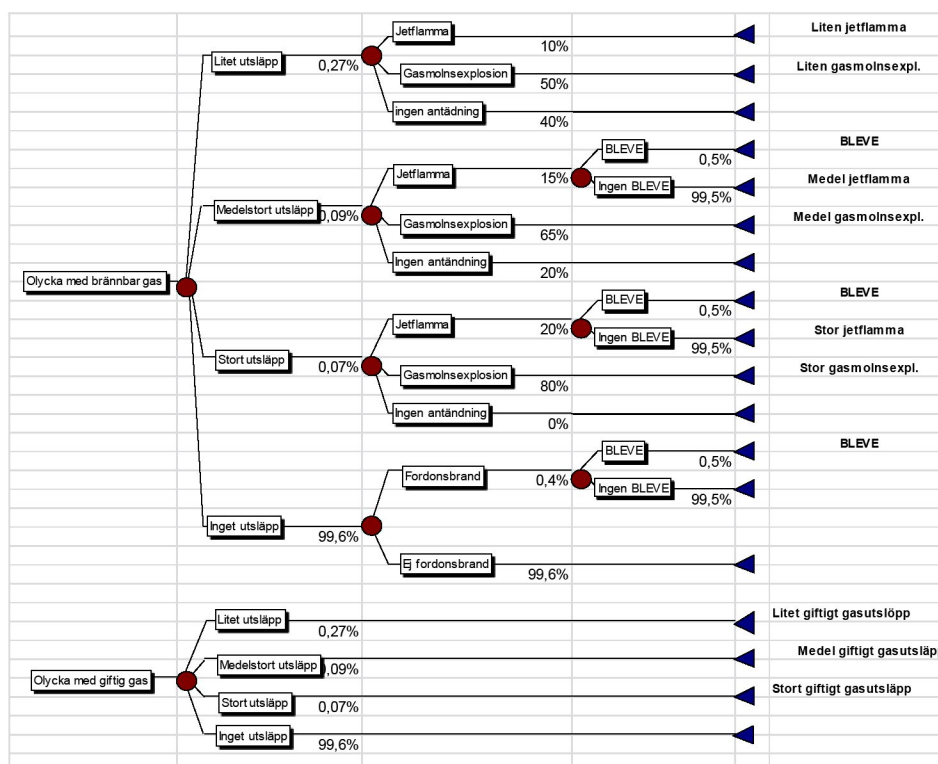 Jetflamma
Liten jetflamma
10%
Litet utsläpp
0,27%
Gasmolnsexplosion
Liten gasmolnsexpl.
50%
ingen antädning
40%
BLEVE
BLEVE
0,5%
Jetflamma
15%
Ingen BLEVE
Medel jetflamma
99,5%
Medelstort utsläpp
0,09%
Gasmolnsexplosion
Medel gasmolnsexpl.
65%
Ingen antändning
20%
Olycka med brännbar gas
BLEVE
BLEVE
0,5%
Jetflamma
20%
Ingen BLEVE
Stor jetflamma
99,5%
Stort utsläpp
0,07%
Gasmolnsexplosion
Stor gasmolnsexpl.
80%
Ingen antändning
0%
BLEVE
BLEVE
0,5%
Fordonsbrand
0,4%
Ingen BLEVE
99,5%
Inget utsläpp
99,6%
Ej fordonsbrand
99,6%
Litet utsläpp
Litet giftigt gasutslöpp
0,27%
Medelstort utsläpp
Medel giftigt gasutsläpp
0,09%
Olycka med giftig gas
Stort utsläpp
Stort giftigt gasutsläpp
0,07%
Inget utsläpp
99,6%